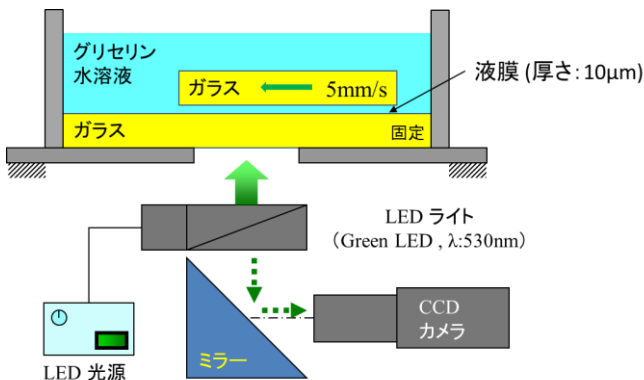 グリセリン
水溶液
ガラス 5mm/s
液膜 (厚さ: 10μm)
ガラス
固定
LED ライト
(Green LED , λ:530nm)
CCD
カメラ
ミラー
LED 光源